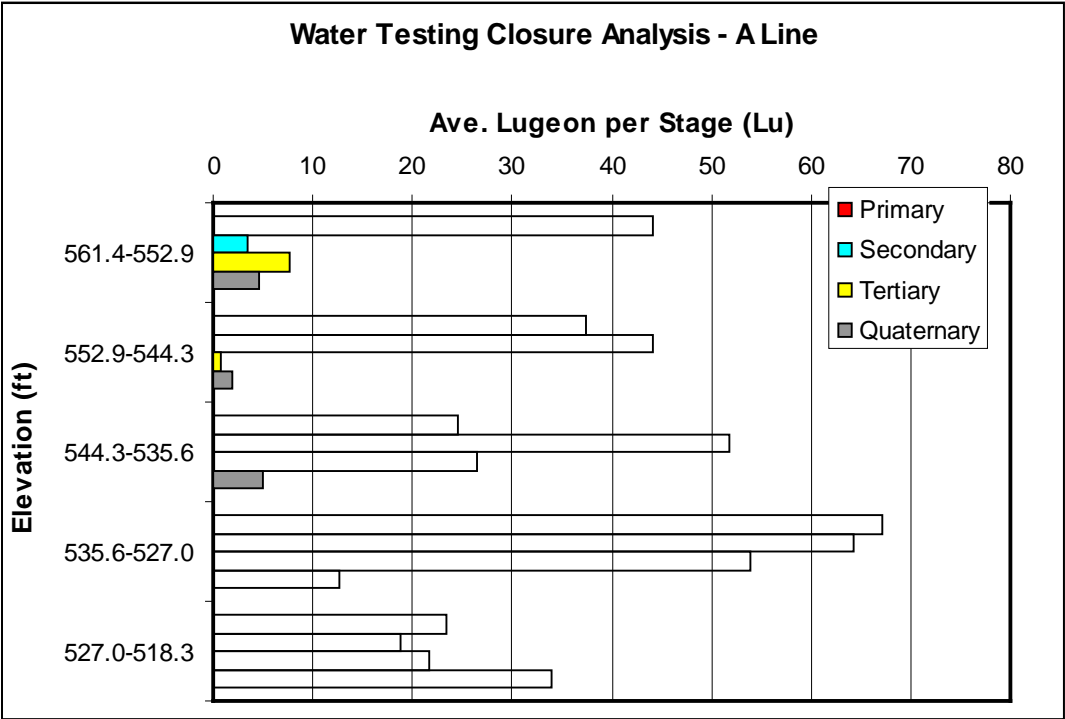 Water Testing Closure Analysis - A Line
Ave. Lugeon per Stage (Lu)
0 10 20 30 40 50 60 70 80
Primary
Secondary
Tertiary
Quaternary
Elevation (ft)
561.4-552.9
552.9-544.3
544.3-535.6
535.6-527.0
527.0-518.3